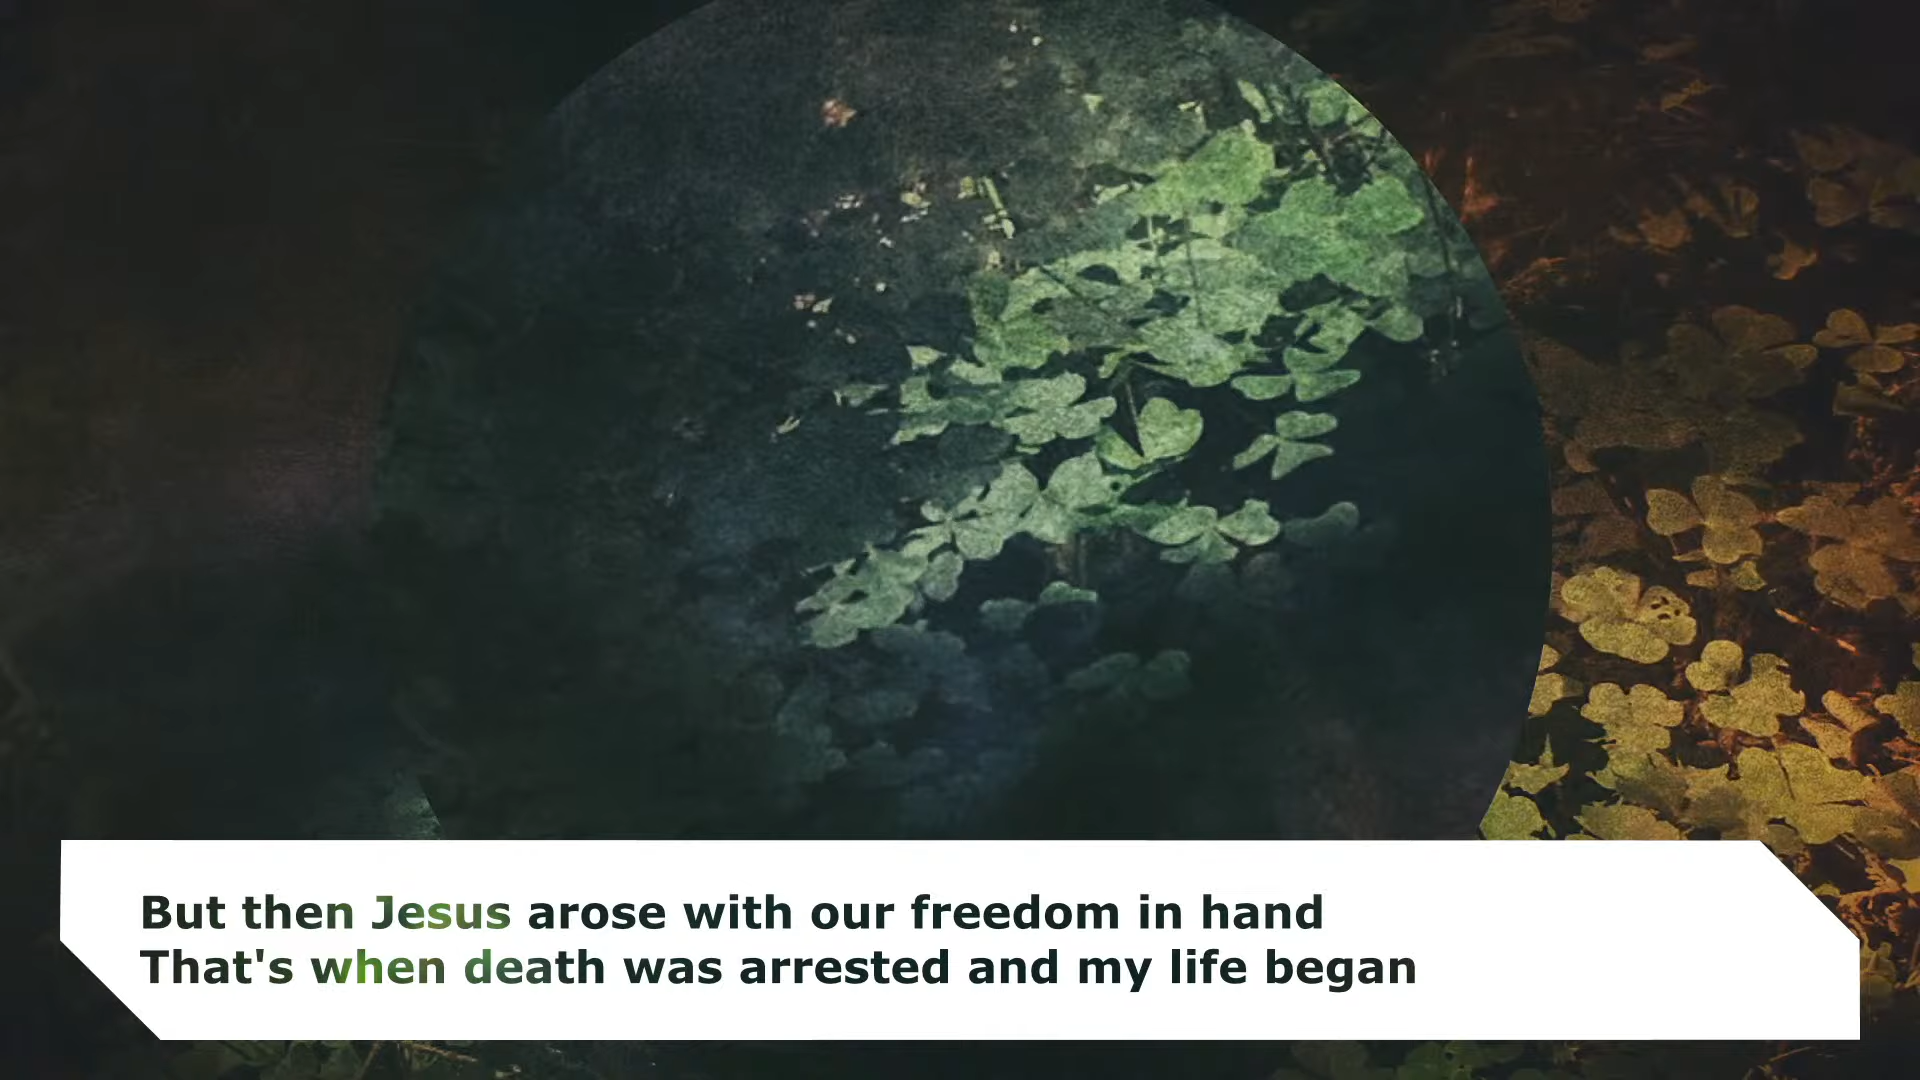 But then Jesus arose with our freedom in hand
That's when death was arrested and my life began